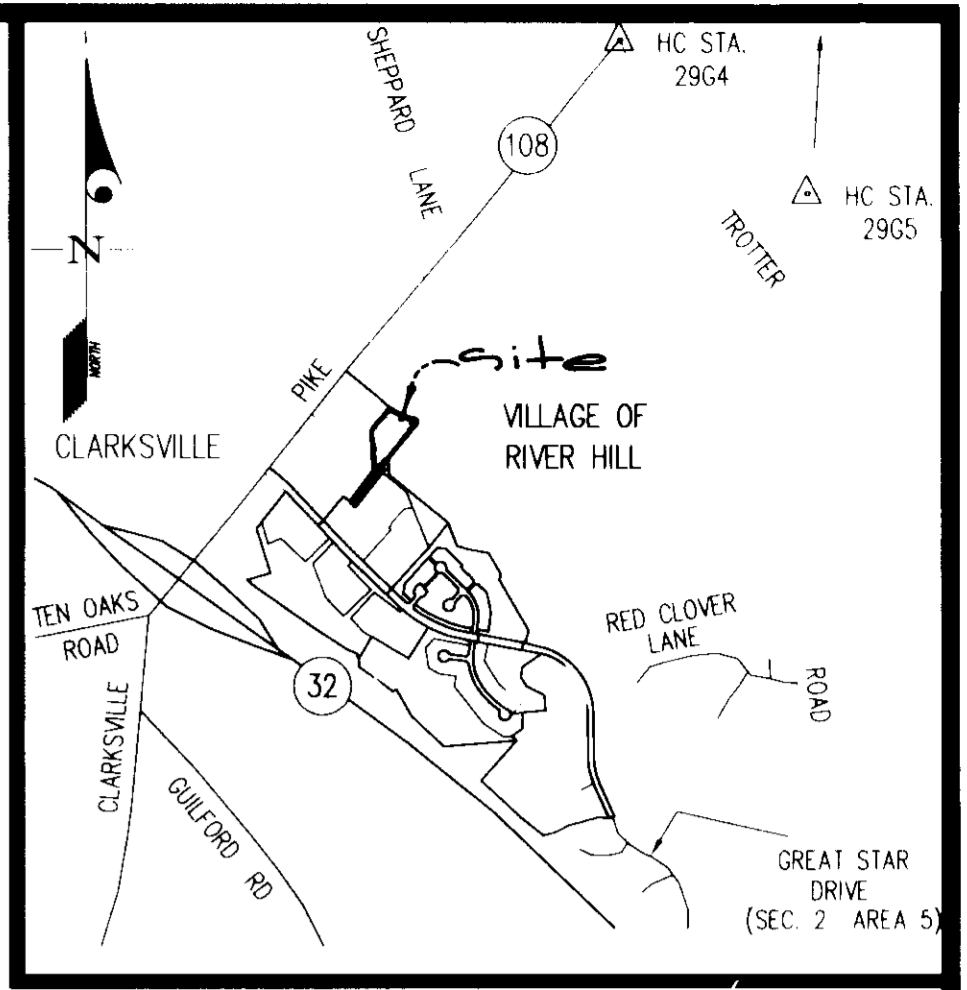 SHEPPARD
LANE
HC STA.
29G4
108
HC STA.
29G5
TROTTER
N
NORTH
PIKE
site
CLARKSVILLE
VILLAGE OF
RIVER HILL
TEN OAKS
ROAD
32
RED CLOVER
LANE
ROAD
CLARKSVILLE
GUILFORD RD
GREAT STAR
DRIVE
(SEC. 2 AREA 5)